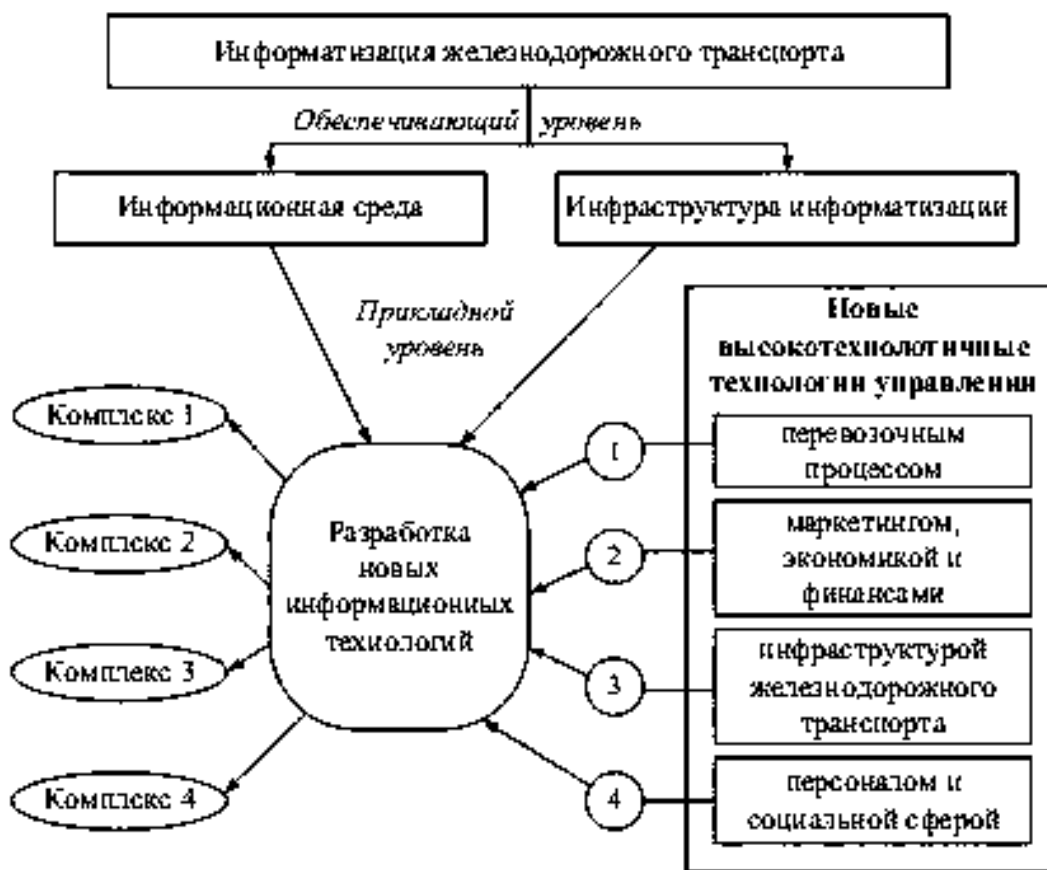 Информатизация железнодорожного транспорта
Обеспечивающий уровень
Информационная среда
Инфраструктура информатизации
Прикладной
уровень
Новые
высокотехнологичные
технологии управления
Комплекс 1
Комплекс 2
Комплекс 3
Комплекс 4
Разработка
новых
информационных
технологий
1
перевозочным
процессом
2
маркетингом,
экономикой и
финансами
3
инфраструктурой
железнодорожного
транспорта
4
персоналом и
социальной сферой